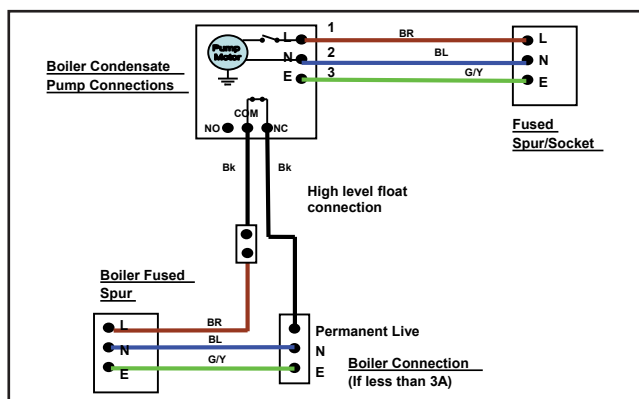 Boiler Condensate
Pump Connections
Pump
Motor
L
N
E
1
2
3
BR
BL
G/Y
L
N
E
Fused
Spur/Socket
COM
NO
NC
Bk
Bk
High level float
connection
Boiler Fused
Spur
L
N
E
BR
BL
G/Y
Permanent Live
N
E
Boiler Connection
(If less than 3A)